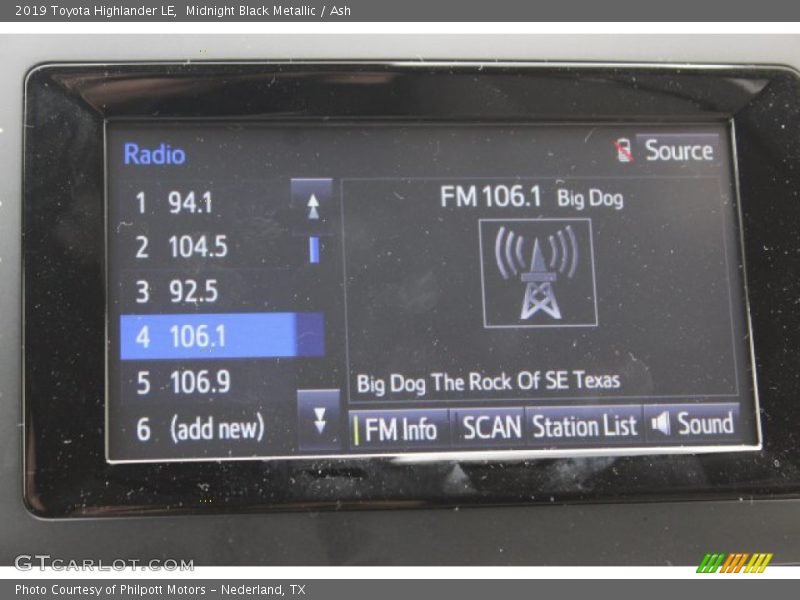 2019 Toyota Highlander LE, Midnight Black Metallic / Ash
Radio
Source
1 94.1
2 104.5
3 92.5
4 106.1
5 106.9
6 (add new)
FM 106.1 Big Dog
Big Dog The Rock Of SE Texas
FM Info
SCAN
Station List
Sound
GTCARLOT.COM
Photo Courtesy of Philpott Motors - Nederland, TX